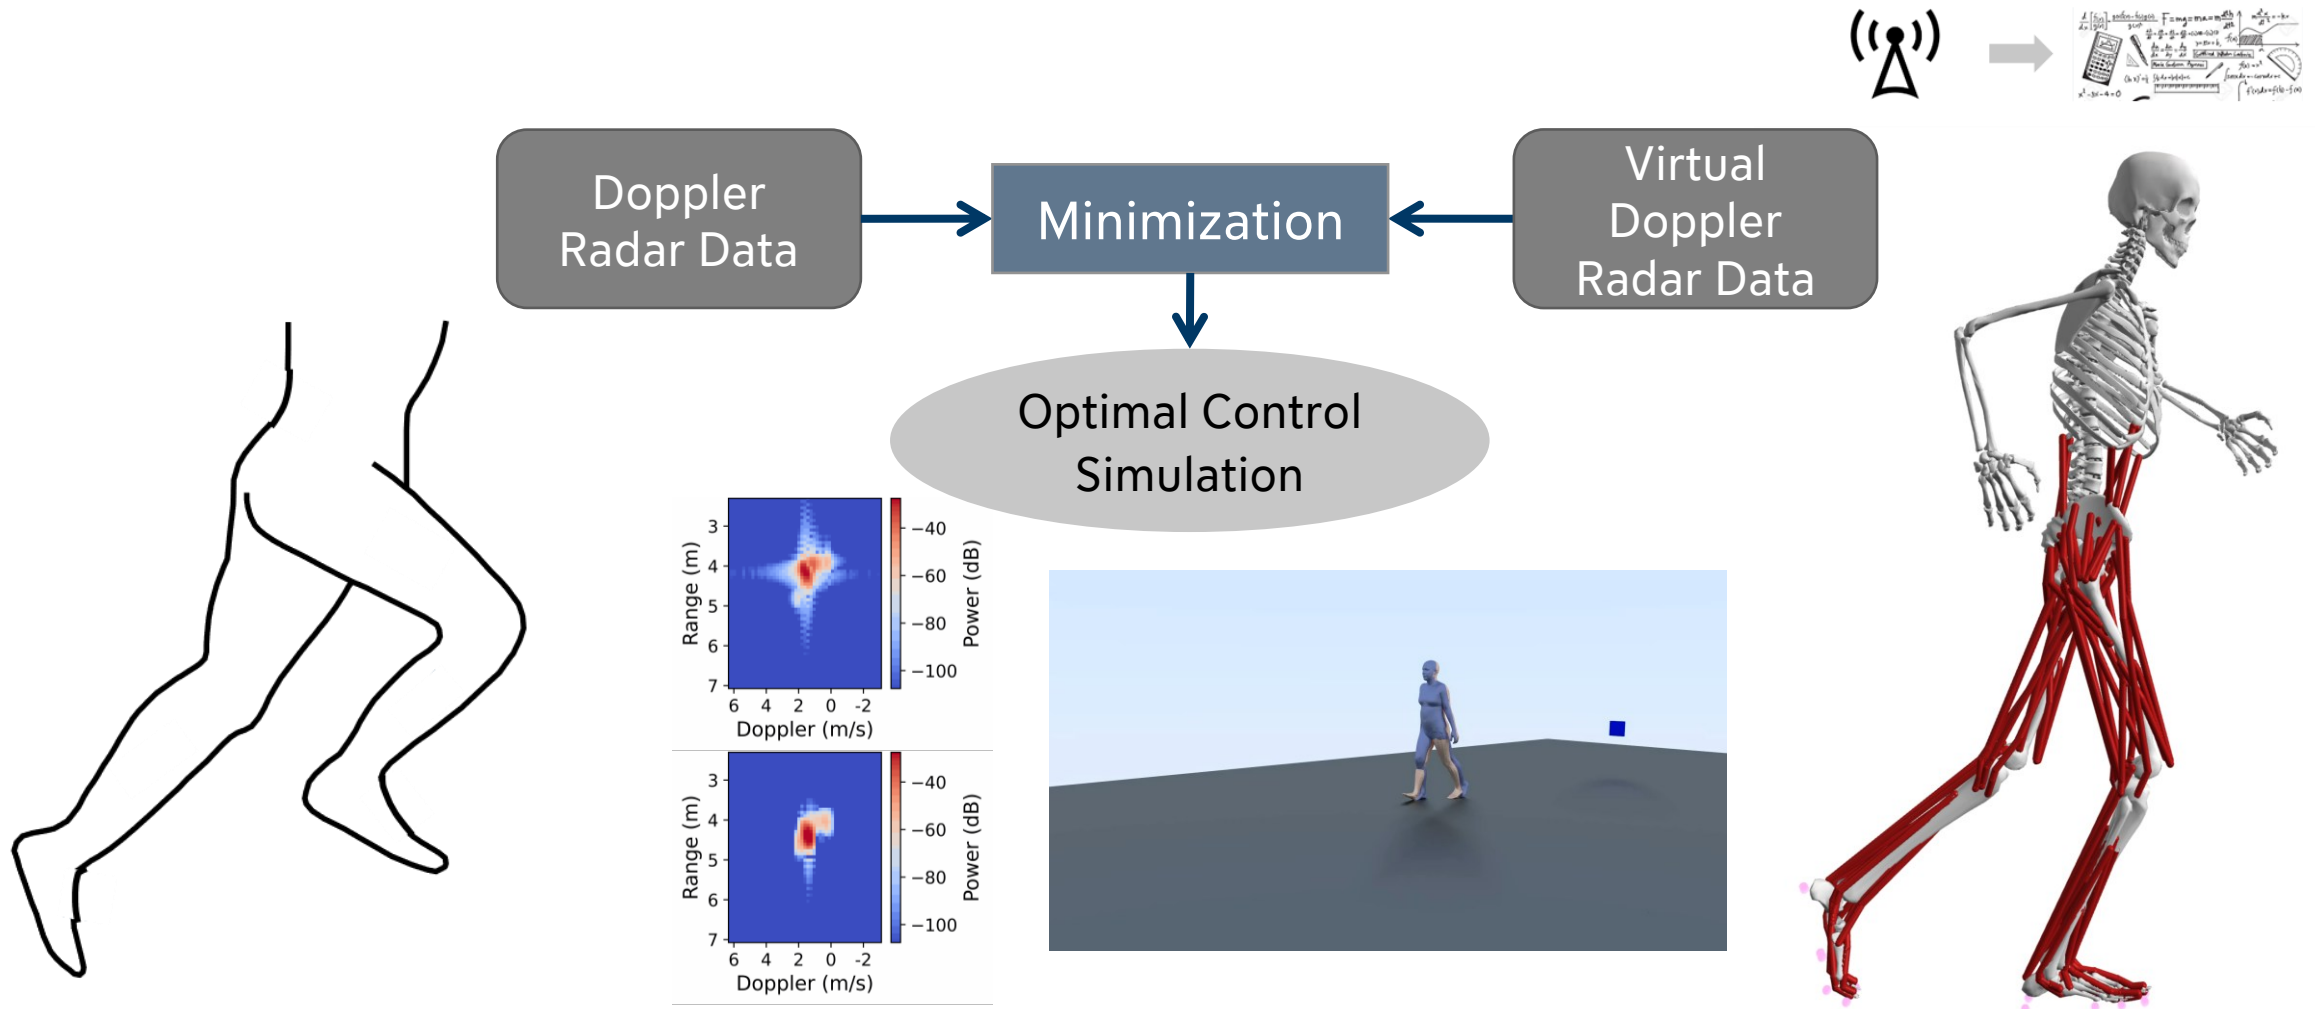 Doppler
Radar Data
Minimization
Virtual
Doppler
Radar Data
Optimal Control
Simulation
3
4
5
6
7
Range (m)
6 4 2 0 -2
Doppler (m/s)
−40
−60
−80
−100
Power (dB)
3
4
5
6
7
Range (m)
6 4 2 0 -2
Doppler (m/s)
−40
−60
−80
−100
Power (dB)